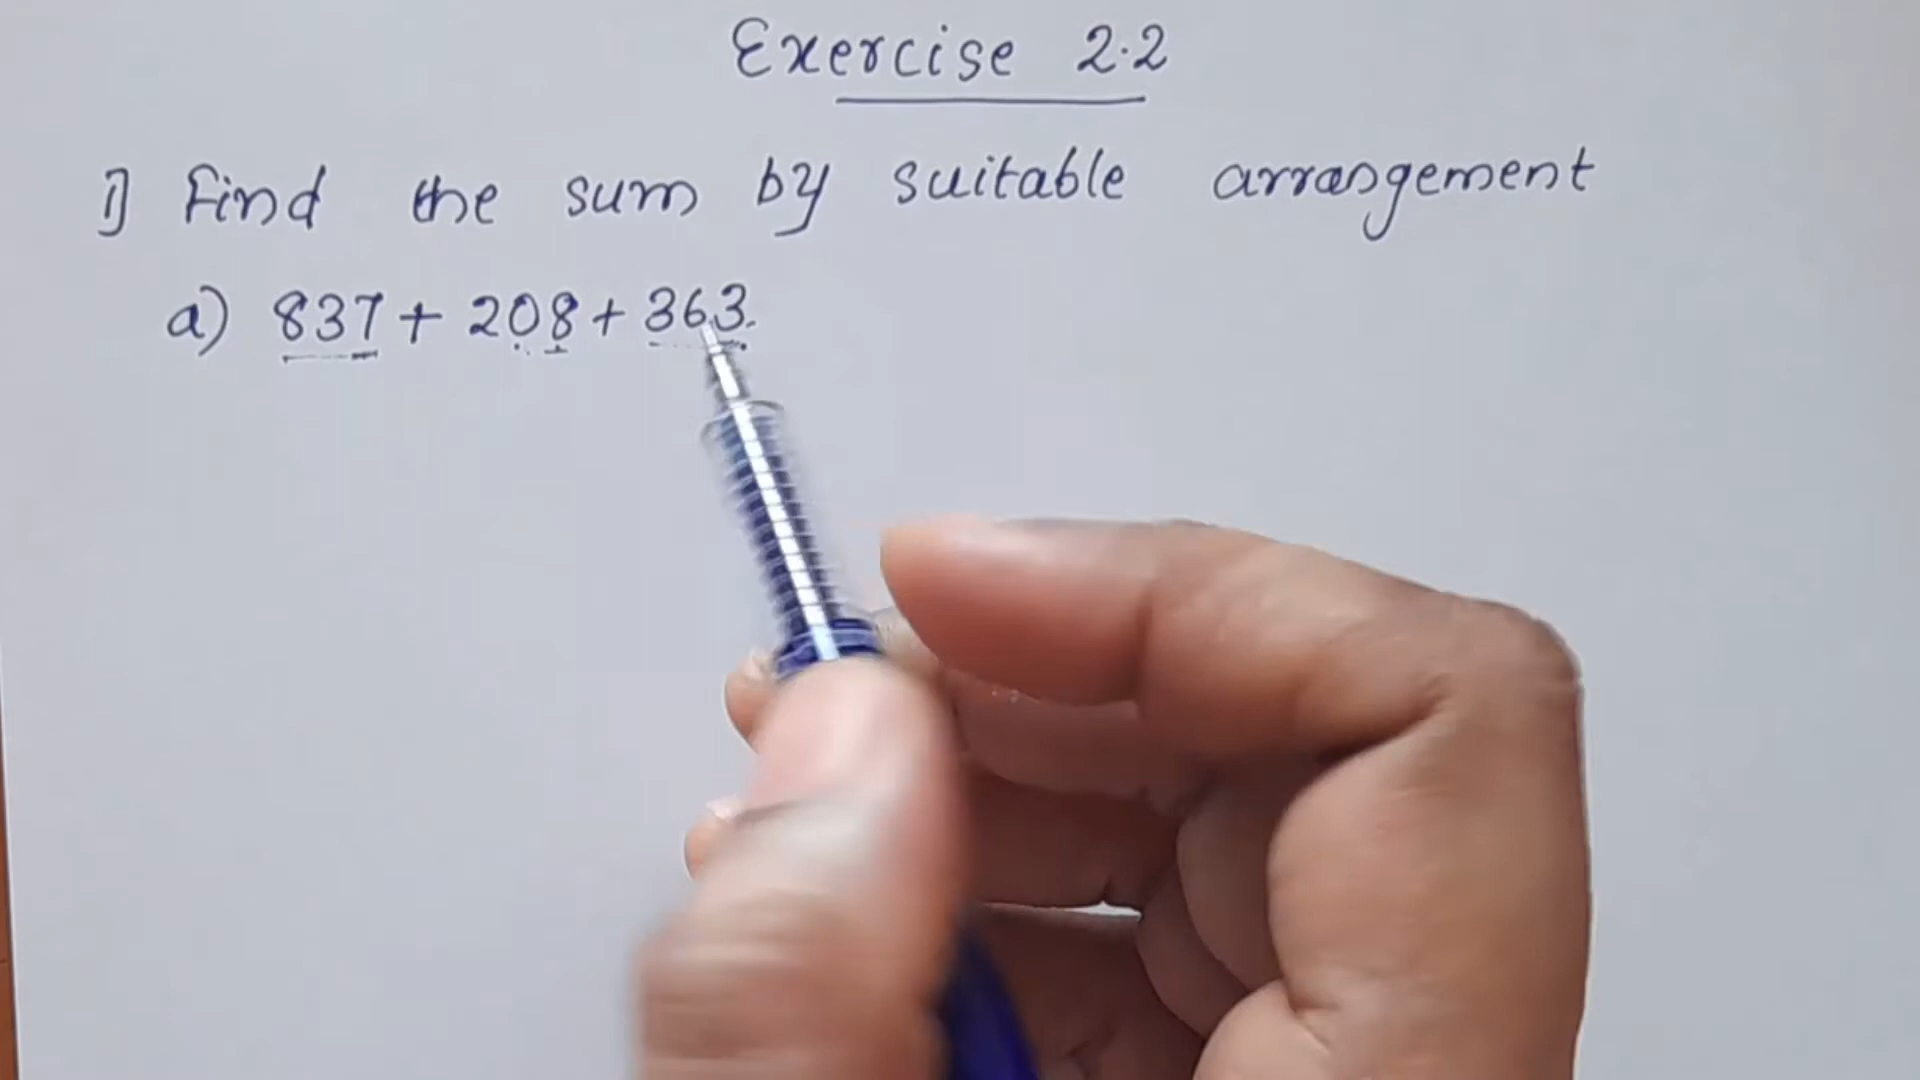 Exercise 2.2
1) Find the sum by suitable arrangement
a) 837 + 208 + 363.